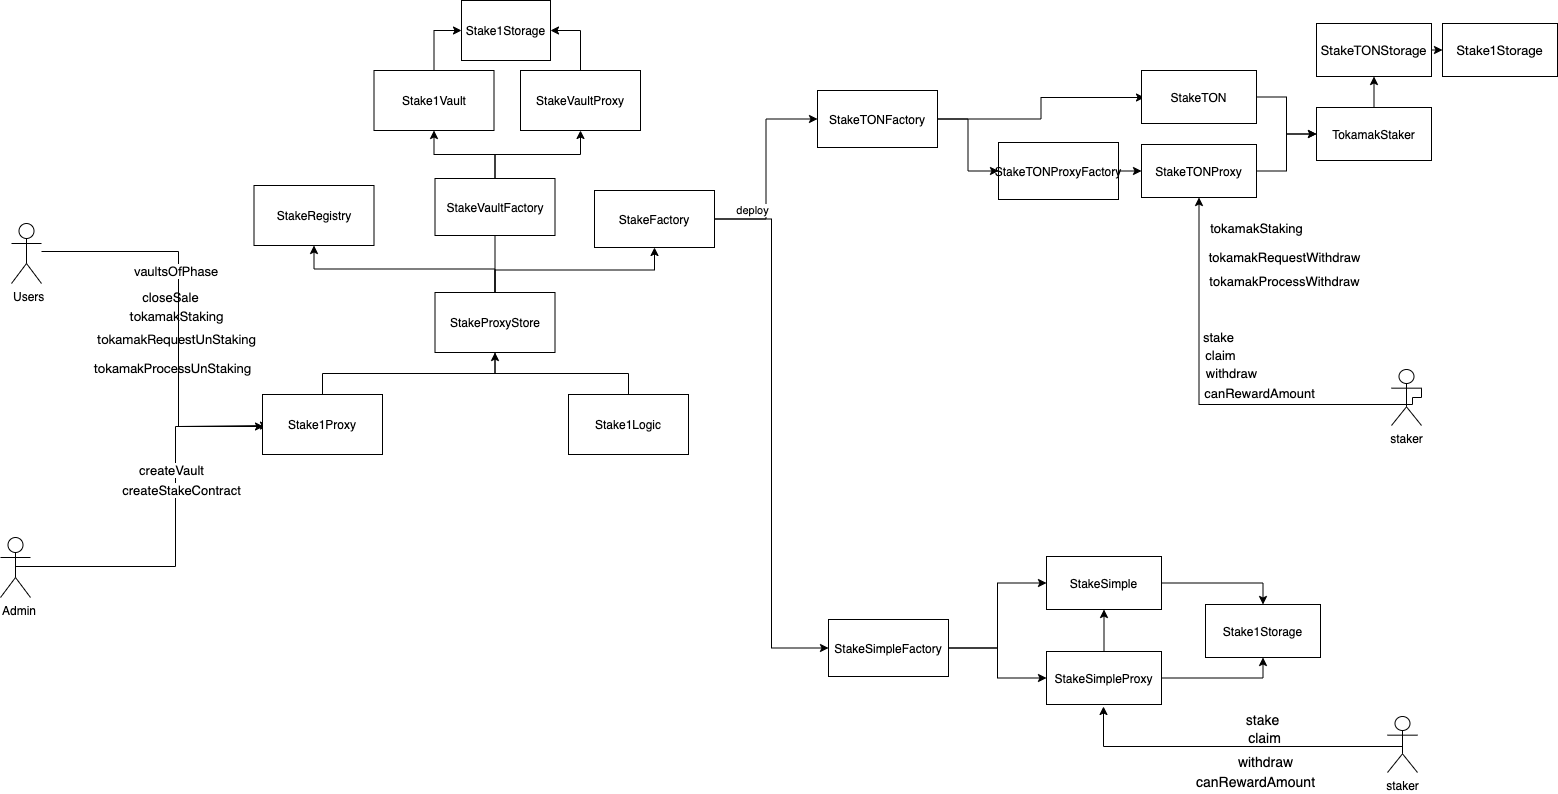 Stake1Storage
Stake1Vault
StakeVaultProxy
StakeRegistry
StakeVaultFactory
StakeFactory
deploy
Users
vaultsOfPhase
closeSale
tokamakStaking
tokamakRequestUnStaking
tokamakProcessUnStaking
StakeProxyStore
Stake1Proxy
Stake1Logic
createVault
createStakeContract
Admin
StakeTONFactory
StakeTON
StakeTONProxyFactory
StakeTONProxy
StakeTONStorage
Stake1Storage
TokamakStaker
tokamakStaking
tokamakRequestWithdraw
tokamakProcessWithdraw
stake
claim
withdraw
canRewardAmount
staker
StakeSimpleFactory
StakeSimple
Stake1Storage
StakeSimpleProxy
stake
claim
withdraw
canRewardAmount
staker